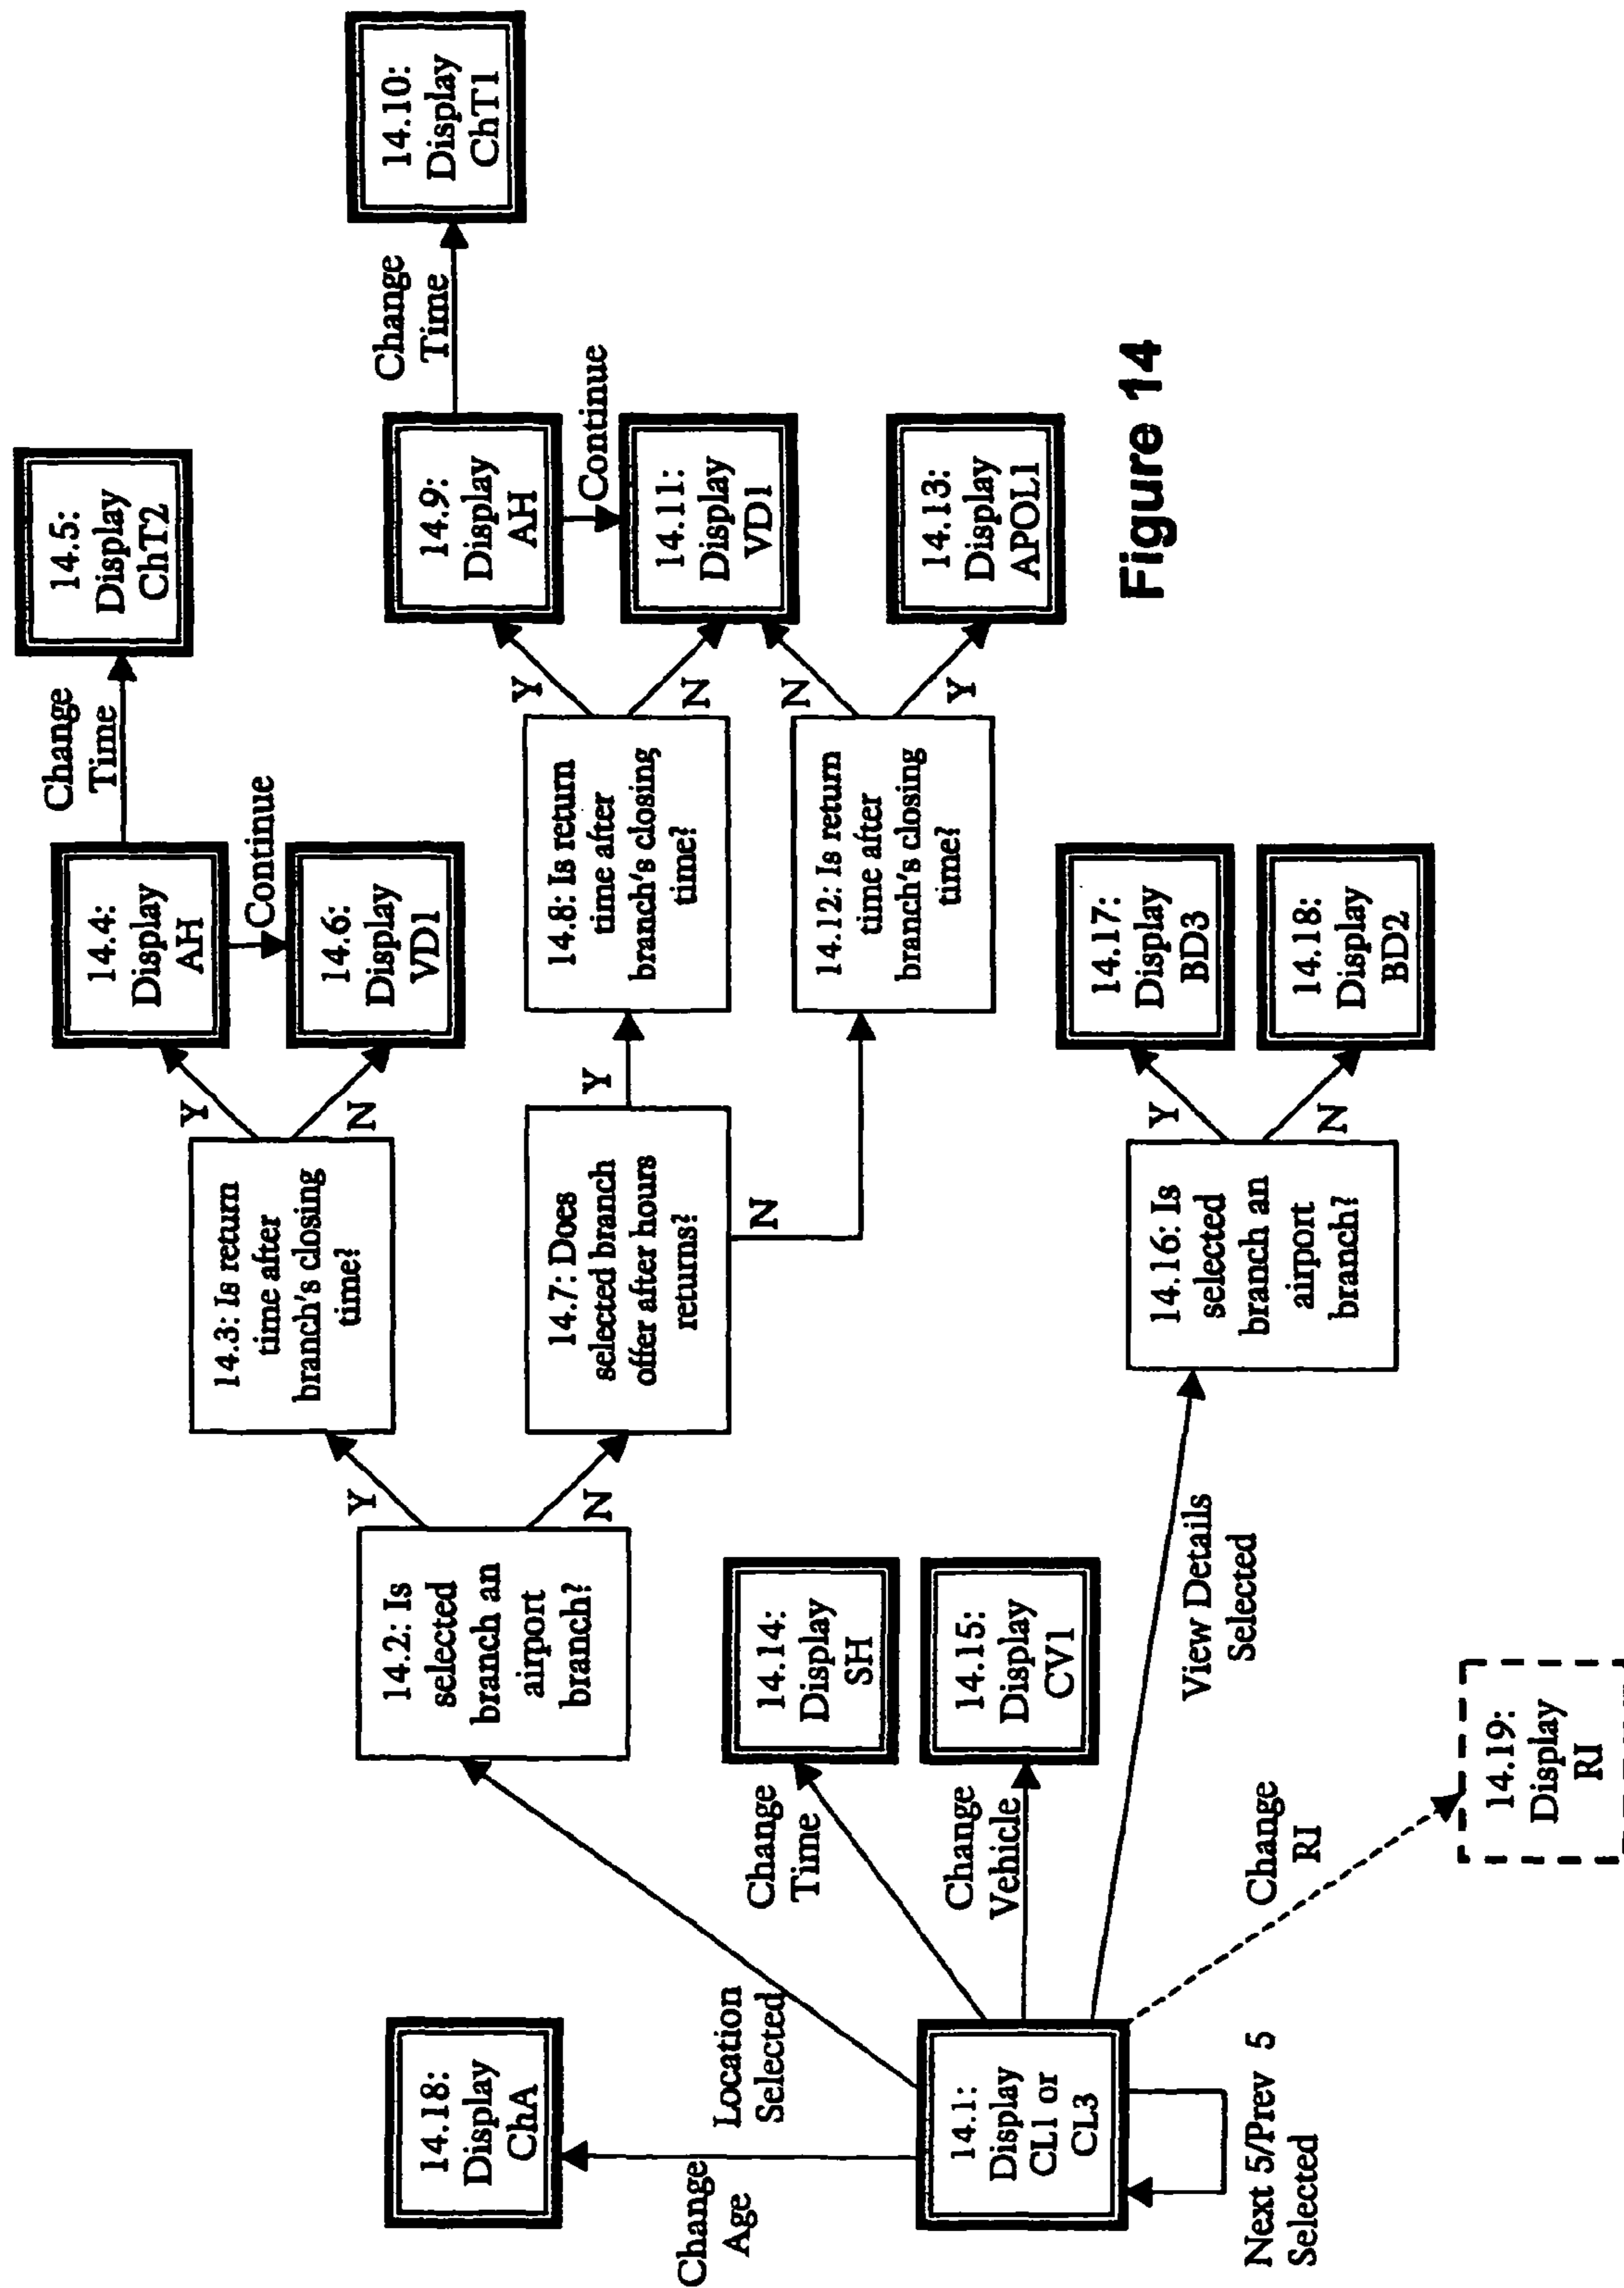 14.5:
Display
ChT2
Change
Time
14.4:
Display
AH
Continue
14.6:
Display
VD1
Y
N
14.3: Is return
time after
branch's closing
time?
14.10:
Display
ChT1
Change
Time
14.9:
Display
AH
Continue
14.11:
Display
VD1
14.13:
Display
APOL1
Y
N
N
Y
14.8: Is return
time after
branch's closing
time?
14.12: Is return
time after
branch's closing
time?
Y
N
14.7: Does
selected branch
offer after hours
returns?
Y
N
14.2: Is
selected
branch an
airport
branch?
14.17:
Display
BD3
14.18:
Display
BD2
Y
N
14.16: Is
selected
branch an
airport
branch?
14.14:
Display
SH
14.15:
Display
CV1
Change
Time
Change
Vehicle
View Details
Selected
Change
RI
14.19:
Display
RI
14.18:
Display
ChA
Change
Age
Location
Selected
14.1:
Display
CL1 or
CL3
Next 5/Prev 5
Selected
Figure 14